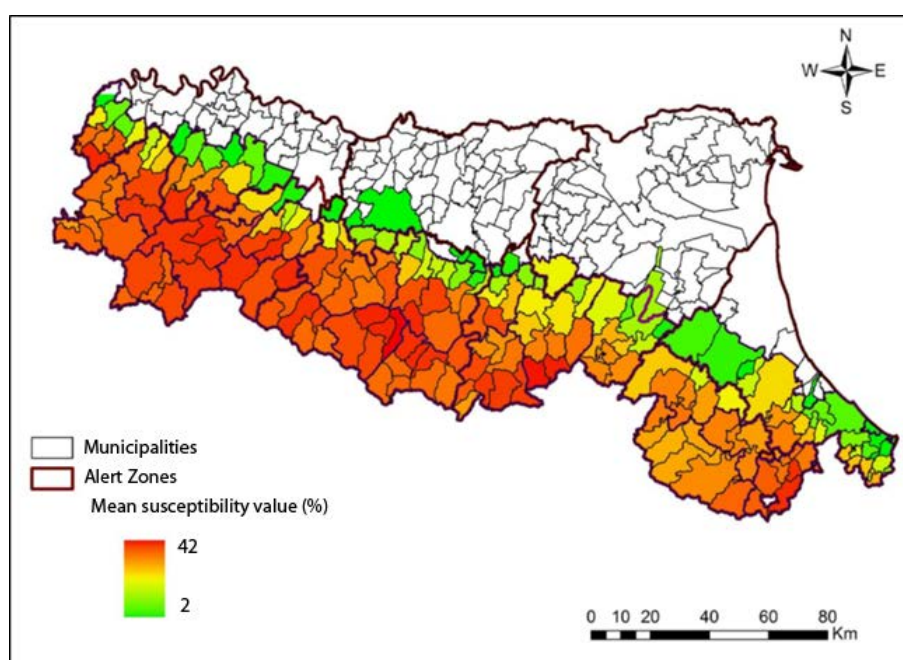 N
W E
S
Municipalities
Alert Zones
Mean susceptibility value (%)
42
2
0 10 20 40 60 80
Km